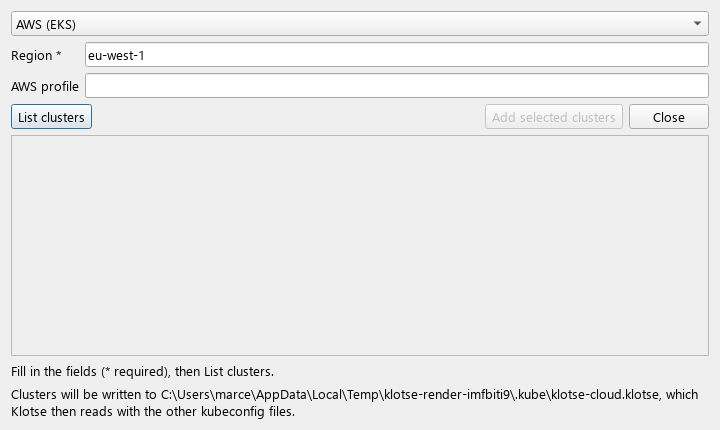 AWS (EKS)
Region *
eu-west-1
AWS profile
List clusters
Add selected clusters
Close
Fill in the fields (* required), then List clusters.
Clusters will be written to C:\Users\marce\AppData\Local\Temp\klotse-render-imfbiti9\.kube\klotse-cloud.klotse, which
Klotse then reads with the other kubeconfig files.